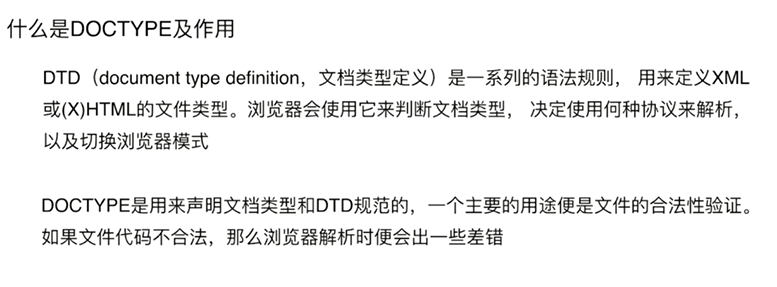 什么是DOCTYPE及作用
DTD（document type definition，文档类型定义）是一系列的语法规则， 用来定义XML
或(X)HTML的文件类型。浏览器会使用它来判断文档类型， 决定使用何种协议来解析，
以及切换浏览器模式
DOCTYPE是用来声明文档类型和DTD规范的，一个主要的用途便是文件的合法性验证。
如果文件代码不合法，那么浏览器解析时便会出一些差错